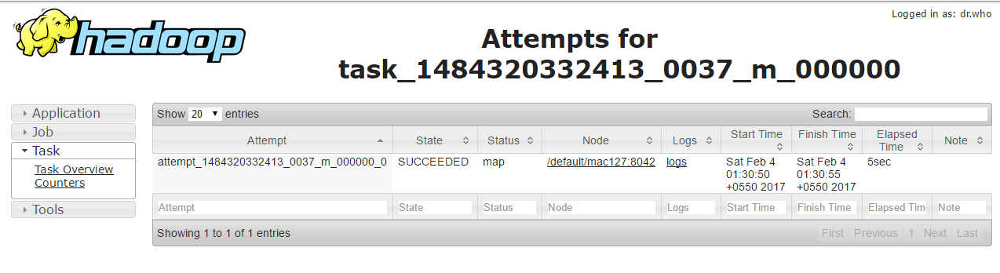 Logged in as: dr.who
hadoop
Attempts for
task_1484320332413_0037_m_000000
Application
Job
Task
Task Overview
Counters
Tools
Show 20 entries
Search:
Attempt State Status Node Logs Start Time Finish Time Elapsed Time Note
attempt_1484320332413_0037_m_000000_0 SUCCEEDED map /default/mac127:8042 logs Sat Feb 4 Sat Feb 4 5sec
01:30:50 01:30:55
+0550 2017 +0550 2017
Attempt State Status Node Logs Start Time Finish Time Elapsed Tim Note
Showing 1 to 1 of 1 entries
First Previous 1 Next Last